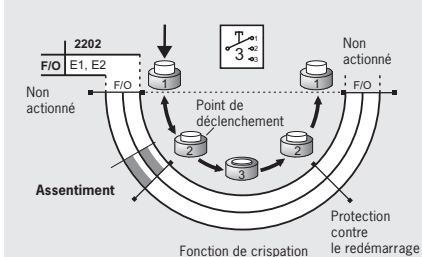 2202
F/O E1, E2
F/O
Non
actionné
1
Point de
déclenchement
2
3
2
1
3
1
2
3
Non
actionné
F/O
Assentiment
Fonction de crispation
Protection
contre
le redémarrage